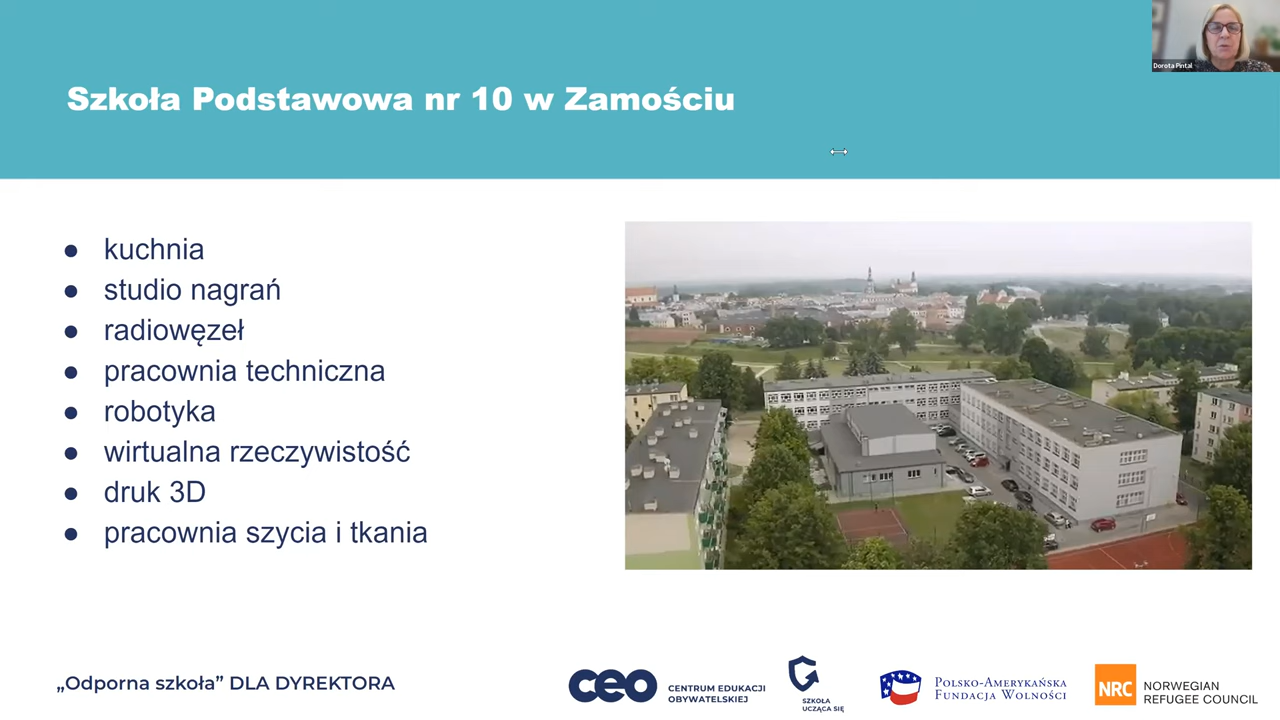 Dorota Pintal
Szkoła Podstawowa nr 10 w Zamościu
kuchnia
studio nagrań
radiowęzeł
pracownia techniczna
robotyka
wirtualna rzeczywistość
druk 3D
pracownia szycia i tkania
„Odporna szkoła” DLA DYREKTORA
ceo
CENTRUM EDUKACJI
OBYWATELSKIEJ
SZKOŁA
UCZĄCA SIĘ
POLSKO-AMERYKAŃSKA
FUNDACJA WOLNOŚCI
NRC
NORWEGIAN
REFUGEE COUNCIL